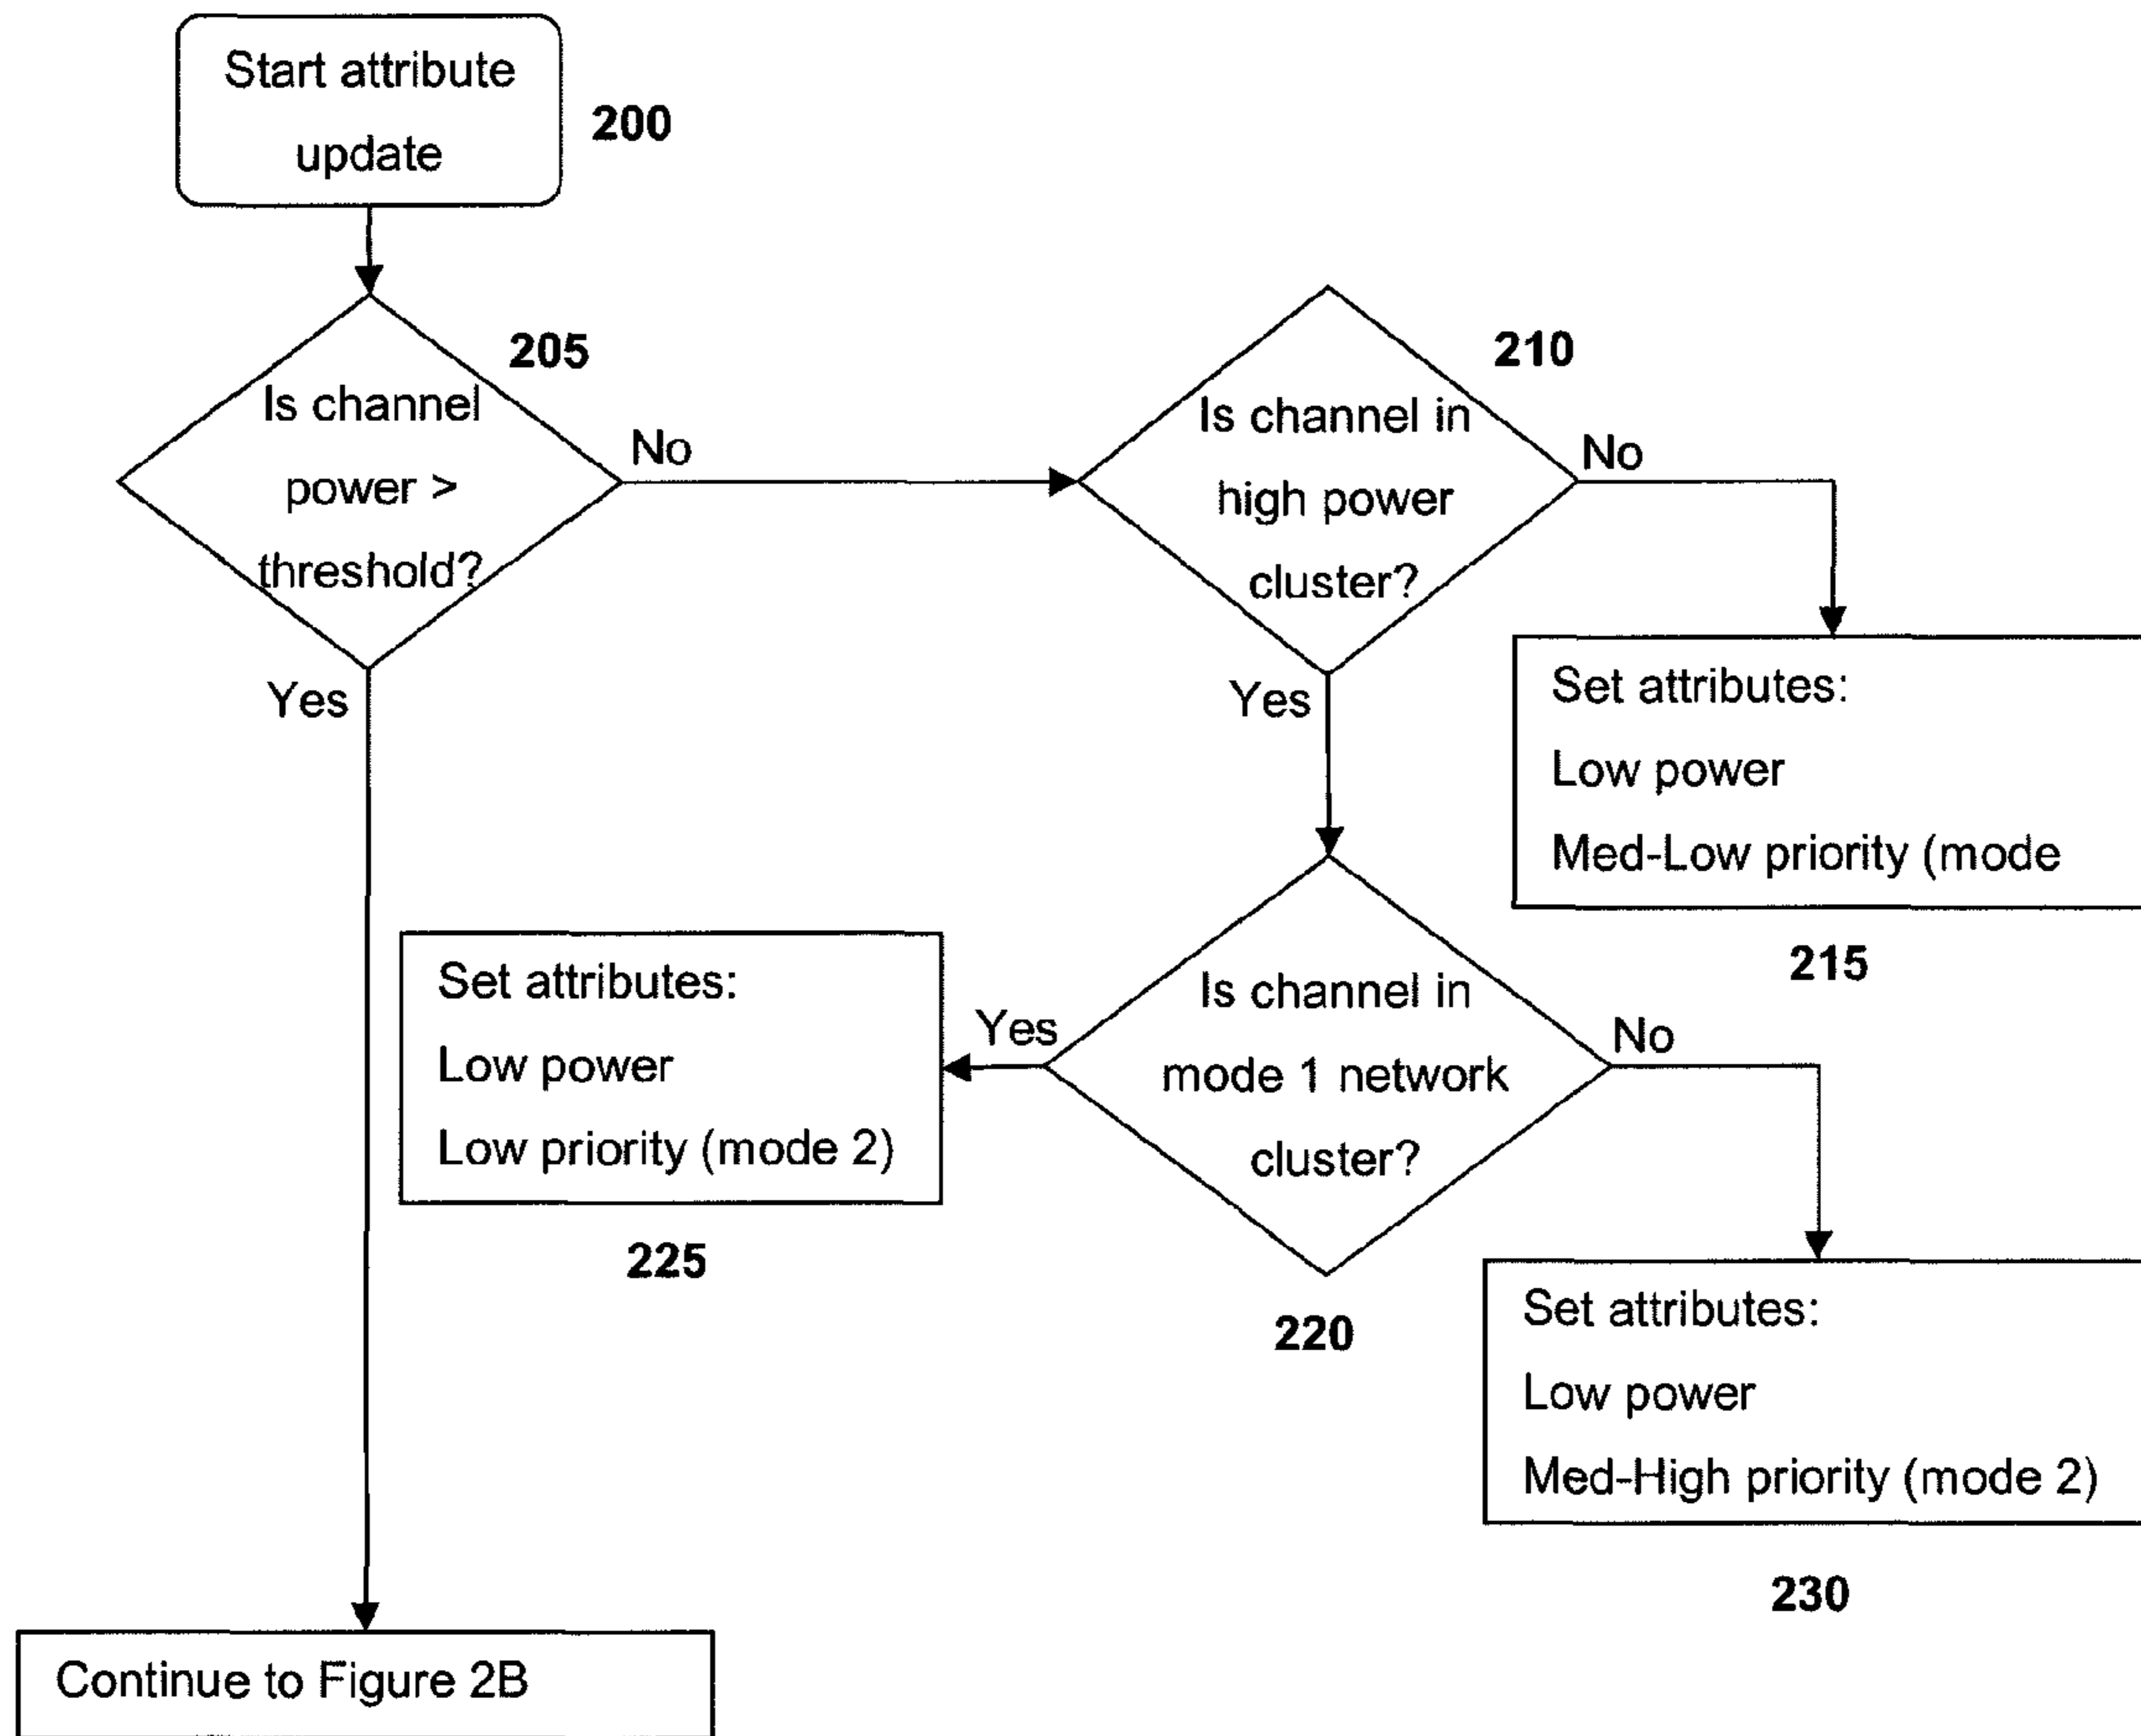 Start attribute
update
200
205
Is channel
power >
threshold?
No
Yes
210
Is channel in
high power
cluster?
No
Yes
Set attributes:
Low power
Med-Low priority (mode
215
Is channel in
mode 1 network
cluster?
Yes
No
220
Set attributes:
Low power
Low priority (mode 2)
225
Set attributes:
Low power
Med-High priority (mode 2)
230
Continue to Figure 2B